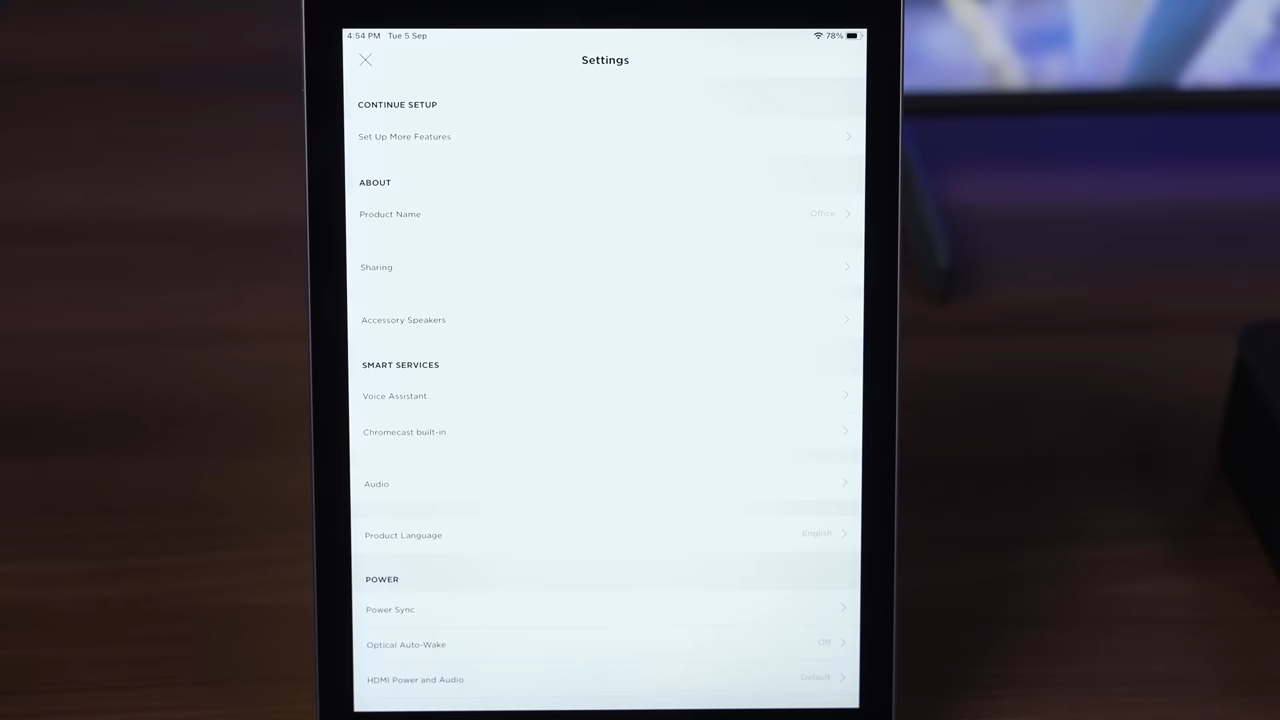 4:54 PM Tue 5 Sep 78%
Settings
CONTINUE SETUP
Set Up More Features
ABOUT
Product Name Office
Sharing
Accessory Speakers
SMART SERVICES
Voice Assistant
Chromecast built-in
Audio
Product Language English
POWER
Power Sync
Optical Auto-Wake Off
HDMI Power and Audio Default